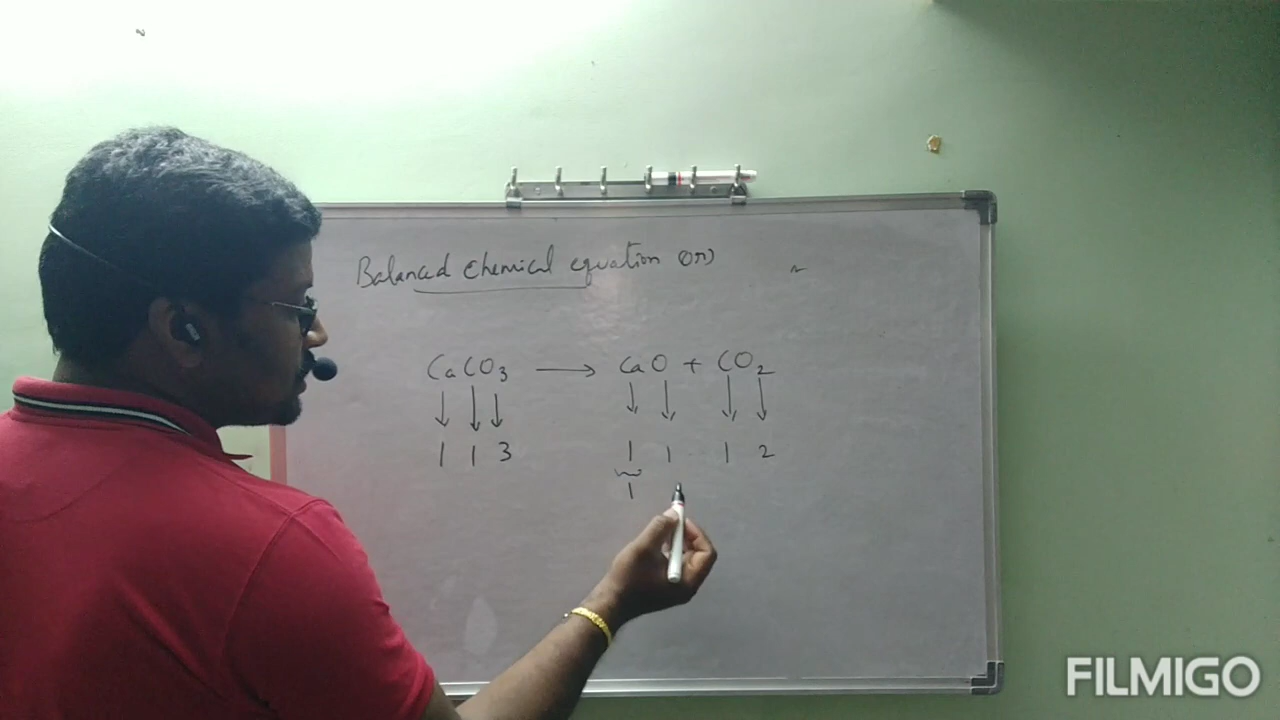 Balanced chemical equation (or)
CaCO3 → CaO + CO2
↓ ↓ ↓ ↓ ↓ ↓ ↓
1 1 3 1 1 1 2
1
FILMIGO